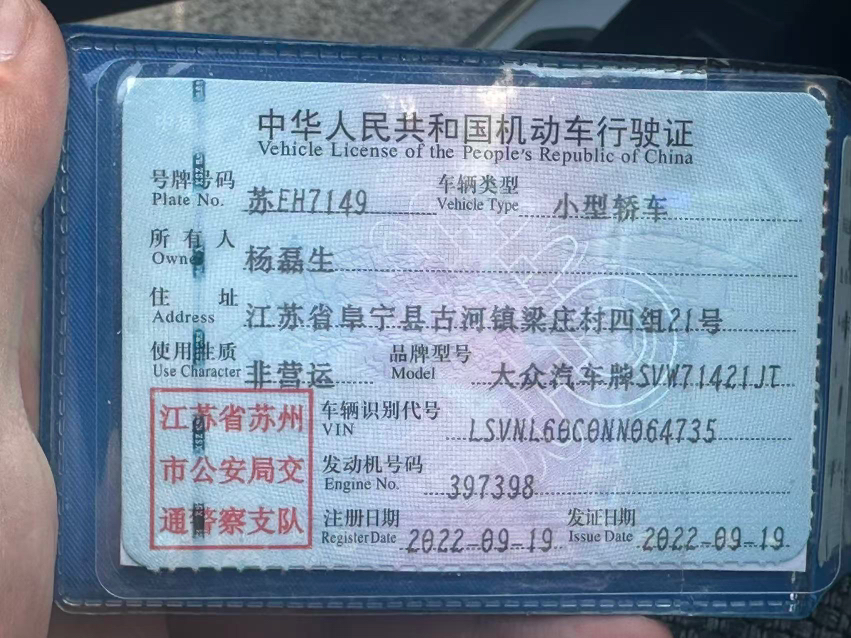 中华人民共和国机动车行驶证
Vehicle License of the People's Republic of China
号牌号码 苏EH7149 车辆类型 小型轿车
Plate No. Vehicle Type
所有人 杨磊生
Owner
住址 江苏省阜宁县古河镇梁庄村四组21号
Address
使用性质 非营运 品牌型号 大众汽车牌SVW71421JT
Use Character Model
江苏省苏州
市公安局交
通警察支队
车辆识别代号 LSVNL60C0NN064735
VIN
发动机号码 397398
Engine No.
注册日期 2022-09-19 发证日期 2022-09-19
Register Date Issue Date